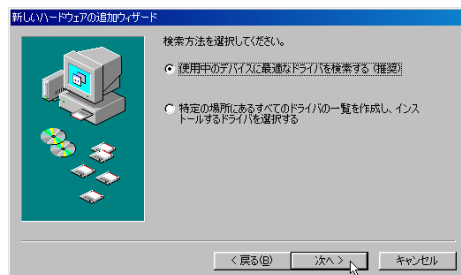 新しいハードウェアの追加ウィザード
検索方法を選択してください。
使用中のデバイスに最適なドライバを検索する (推奨)
特定の場所にあるすべてのドライバの一覧を作成し、インス
トールするドライバを選択する
< 戻る(B)
次へ >
キャンセル